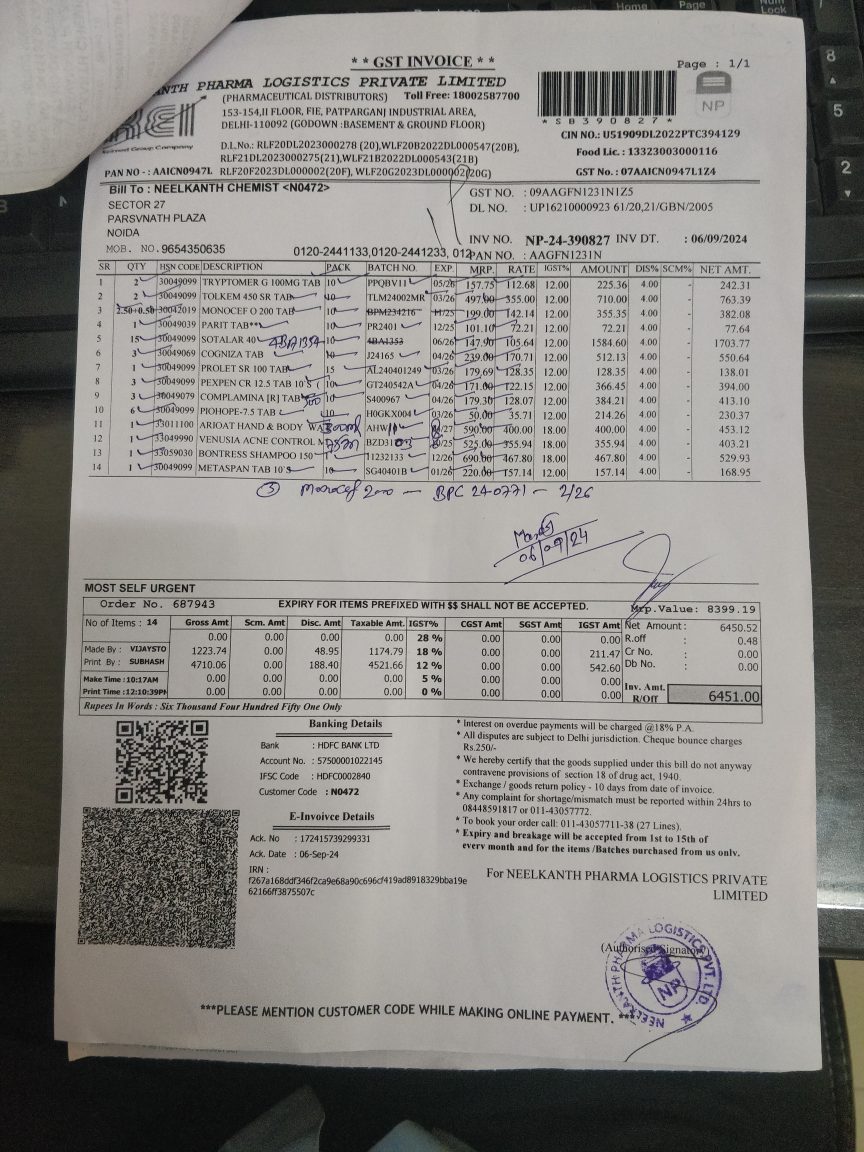 * * GST INVOICE * *
Page : 1/1
NTH PHARMA LOGISTICS PRIVATE LIMITED
(PHARMACEUTICAL DISTRIBUTORS) Toll Free: 18002587700
153-154,II FLOOR, FIE, PATPARGANJ INDUSTRIAL AREA,
DELHI-110092 (GODOWN :BASEMENT & GROUND FLOOR)
* S B 3 9 0 8 2 7 *
NP
CIN NO.: U51909DL2022PTC394129
D.L.No.: RLF20DL2023000278 (20),WLF20B2022DL000547(20B),
RLF21DL2023000275(21),WLF21B2022DL000543(21B)
Food Lic. : 13323003000116
PAN NO - : AAICN0947L RLF20F2023DL000002(20F), WLF20G2023DL000002(20G)
GST No. : 07AAICN0947L1Z4
Bill To : NEELKANTH CHEMIST <N0472>
SECTOR 27
PARSVNATH PLAZA
NOIDA
MOB. NO. 9654350635 0120-2441133,0120-2441233, 012
GST NO. : 09AAGFN1231N1Z5
DL NO. : UP16210000923 61/20,21/GBN/2005
INV NO. NP-24-390827 INV DT. : 06/09/2024
PAN NO. : AAGFN1231N
SR QTY HSN CODE DESCRIPTION PACK BATCH NO. EXP. MRP. RATE IGST% AMOUNT DIS% SCM% NET AMT.
1 2 30049099 TRYPTOMER G 100MG TAB 10 PPQBV11 05/26 157.75 112.68 12.00 225.36 4.00 - 242.31
2 2 30049099 TOLKEM 450 SR TAB 10 TLM24002MR 03/26 497.00 355.00 12.00 710.00 4.00 - 763.39
3 2.50+0.50 30042019 MONOCEF O 200 TAB 10 BPM234216 11/25 199.00 142.14 12.00 355.35 4.00 - 382.08
4 1 30049039 PARIT TAB** 10 PR2401 12/25 101.10 72.21 12.00 72.21 4.00 - 77.64
5 15 30049099 SOTALAR 40 4BA1354 10 4BA1353 06/26 147.90 105.64 12.00 1584.60 4.00 - 1703.77
6 3 30049069 COGNIZA TAB 10 J24165 04/26 239.00 170.71 12.00 512.13 4.00 - 550.64
7 1 30049099 PROLET SR 100 TAB 15 AL240401249 03/26 179.69 128.35 12.00 128.35 4.00 - 138.01
8 3 30049099 PEXPEN CR 12.5 TAB 10'S ( 10 GT240542A 04/26 171.00 122.15 12.00 366.45 4.00 - 394.00
9 3 30049079 COMPLAMINA [R] TAB 500 10 S400967 04/26 179.30 128.07 12.00 384.21 4.00 - 413.10
10 6 30049099 PIOHOPE-7.5 TAB 10 H0GKX004 03/26 50.00 35.71 12.00 214.26 4.00 - 230.37
11 1 33011100 ARIOAT HAND & BODY WA 300ml AHW /27 590.00 400.00 18.00 400.00 4.00 - 453.12
12 1 33049990 VENUSIA ACNE CONTROL M BZD31 /25 525.00 355.94 18.00 355.94 4.00 - 403.21
13 1 33059030 BONTRESS SHAMPOO 150 1 11232133 12/26 690.00 467.80 18.00 467.80 4.00 - 529.93
14 1 30049099 METASPAN TAB 10'S 10 SG40401B 01/26 220.00 157.14 12.00 157.14 4.00 - 168.95
③ Monocef 200 — BPC 240771 — 2/26
06/09/24
MOST SELF URGENT
Order No. 687943 EXPIRY FOR ITEMS PREFIXED WITH $$ SHALL NOT BE ACCEPTED. Mrp.Value: 8399.19
No of Items : 14 Gross Amt Scm. Amt Disc. Amt Taxable Amt. IGST% CGST Amt SGST Amt IGST Amt Net Amount: 6450.52
0.00 0.00 0.00 0.00 28 % 0.00 0.00 0.00 R.off : 0.48
Made By : VIJAYSTO 1223.74 0.00 48.95 1174.79 18 % 0.00 0.00 211.47 Cr No. : 0.00
Print By : SUBHASH 4710.06 0.00 188.40 4521.66 12 % 0.00 0.00 542.60 Db No. : 0.00
Make Time :10:17AM 0.00 0.00 0.00 0.00 5 % 0.00 0.00 0.00
Print Time :12:10:39PM 0.00 0.00 0.00 0.00 0 % 0.00 0.00 0.00 Inv. Amt. R/Off 6451.00
Rupees In Words : Six Thousand Four Hundred Fifty One Only
Banking Details
Bank : HDFC BANK LTD
Account No. : 57500001022145
IFSC Code : HDFC0002840
Customer Code : N0472
E-Invoivce Details
Ack. No : 172415739299331
Ack. Date : 06-Sep-24
IRN :
f267a168ddf346f2ca9e68a90c696cf419ad8918329bba19e
62166ff3875507c
* Interest on overdue payments will be charged @18% P.A.
* All disputes are subject to Delhi jurisdiction. Cheque bounce charges
Rs.250/-
* We hereby certify that the goods supplied under this bill do not anyway
contravene provisions of section 18 of drug act, 1940.
* Exchange / goods return policy - 10 days from date of invoice.
* Any complaint for shortage/mismatch must be reported within 24hrs to
08448591817 or 011-43057772.
* To book your order call: 011-43057711-38 (27 Lines).
* Expiry and breakage will be accepted from 1st to 15th of
every month and for the items /Batches purchased from us only.
For NEELKANTH PHARMA LOGISTICS PRIVATE
LIMITED
(Authorised Signatory)
NEELKANTH PHARMA LOGISTICS PVT. LTD.
NP
***PLEASE MENTION CUSTOMER CODE WHILE MAKING ONLINE PAYMENT. ***